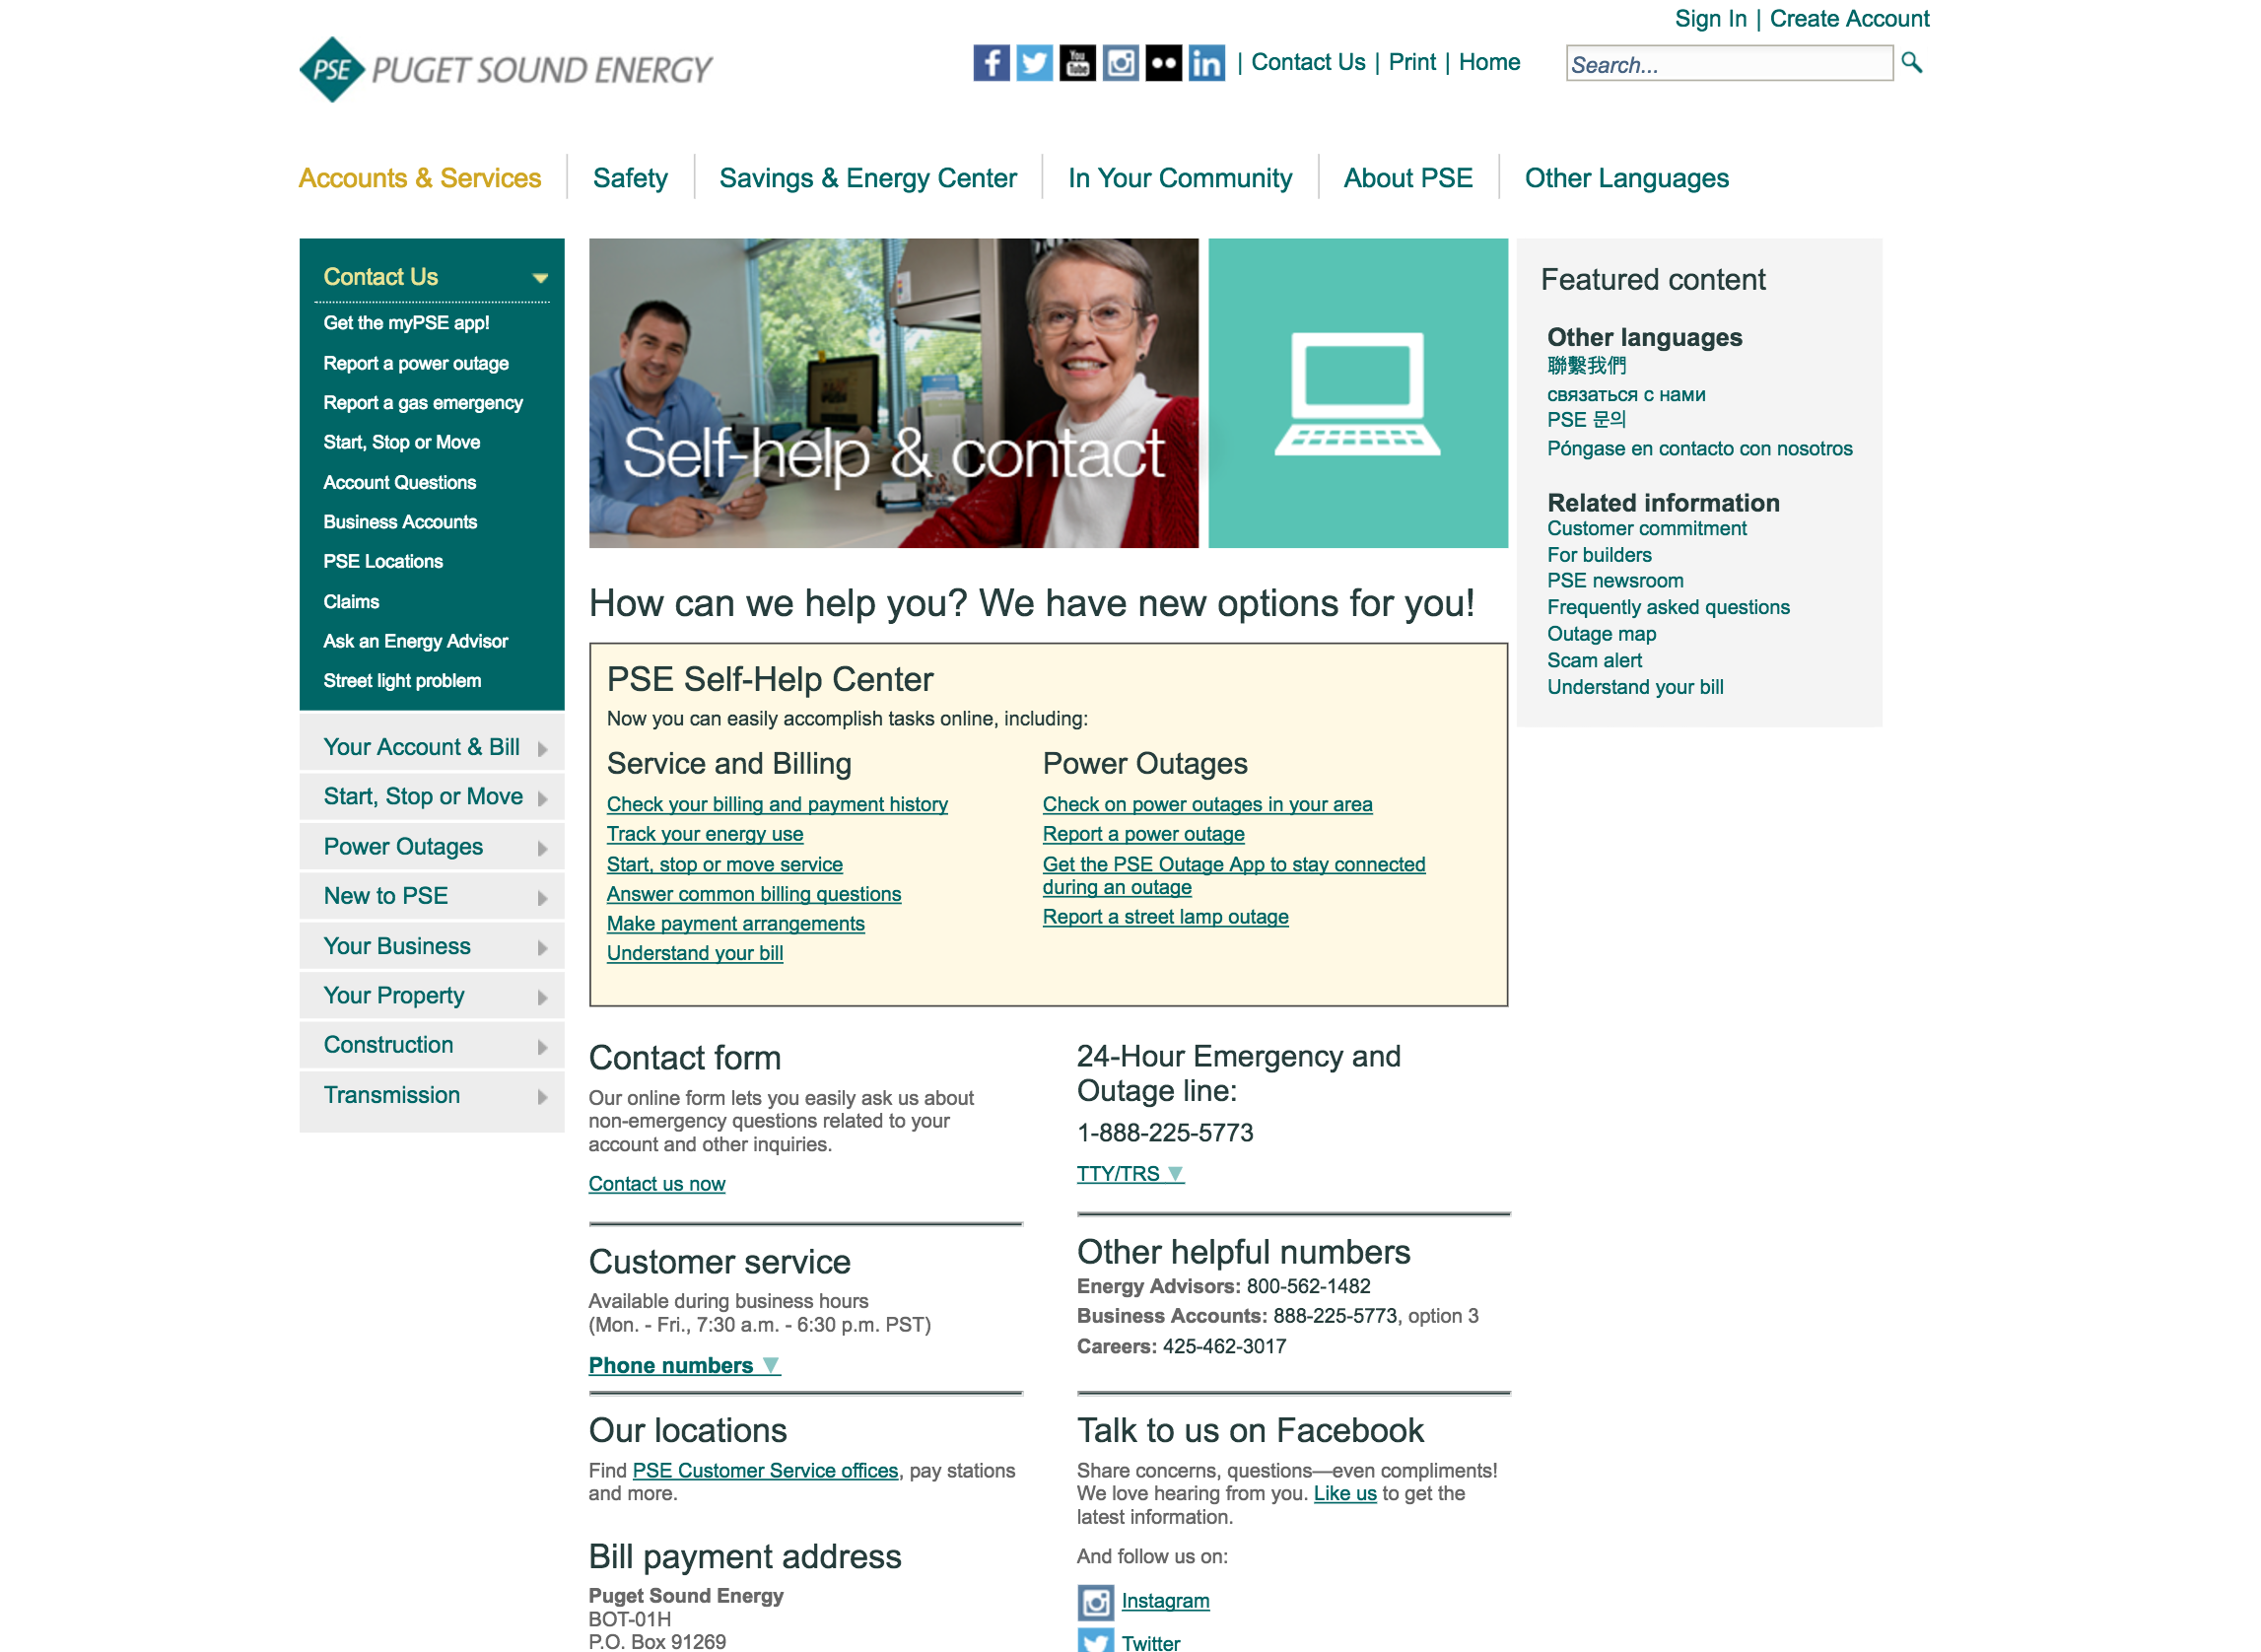 Sign In | Create Account
PSE PUGET SOUND ENERGY
You Tube
in
| Contact Us | Print | Home
Search...
Accounts & Services
Safety
Savings & Energy Center
In Your Community
About PSE
Other Languages
Contact Us
Get the myPSE app!
Report a power outage
Report a gas emergency
Start, Stop or Move
Account Questions
Business Accounts
PSE Locations
Claims
Ask an Energy Advisor
Street light problem
Your Account & Bill
Start, Stop or Move
Power Outages
New to PSE
Your Business
Your Property
Construction
Transmission
Self-help & contact
How can we help you? We have new options for you!
PSE Self-Help Center
Now you can easily accomplish tasks online, including:
Service and Billing
Check your billing and payment history
Track your energy use
Start, stop or move service
Answer common billing questions
Make payment arrangements
Understand your bill
Power Outages
Check on power outages in your area
Report a power outage
Get the PSE Outage App to stay connected
during an outage
Report a street lamp outage
Contact form
Our online form lets you easily ask us about
non-emergency questions related to your
account and other inquiries.
Contact us now
Customer service
Available during business hours
(Mon. - Fri., 7:30 a.m. - 6:30 p.m. PST)
Phone numbers ▼
Our locations
Find PSE Customer Service offices, pay stations
and more.
Bill payment address
Puget Sound Energy
BOT-01H
P.O. Box 91269
24-Hour Emergency and
Outage line:
1-888-225-5773
TTY/TRS ▼
Other helpful numbers
Energy Advisors: 800-562-1482
Business Accounts: 888-225-5773, option 3
Careers: 425-462-3017
Talk to us on Facebook
Share concerns, questions—even compliments!
We love hearing from you. Like us to get the
latest information.
And follow us on:
Instagram
Twitter
Featured content
Other languages
聯繫我們
связаться с нами
PSE 문의
Póngase en contacto con nosotros
Related information
Customer commitment
For builders
PSE newsroom
Frequently asked questions
Outage map
Scam alert
Understand your bill